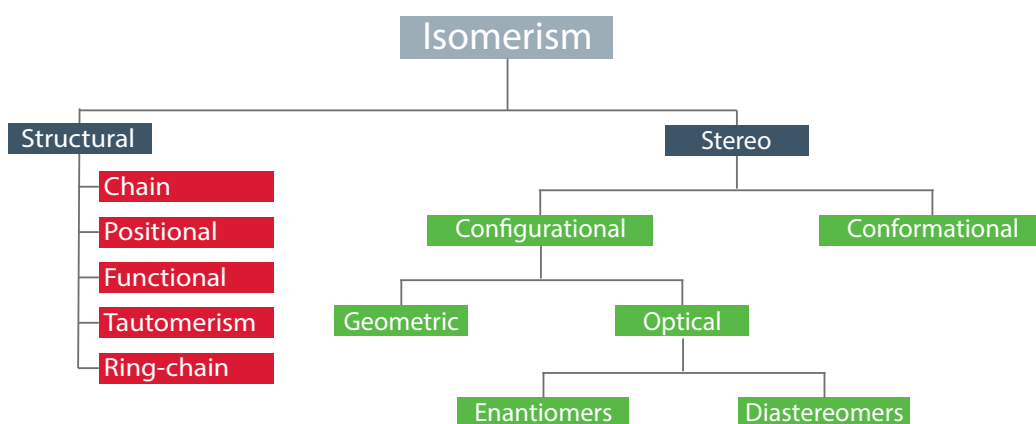 Isomerism
Structural
Stereo
Chain
Positional
Functional
Tautomerism
Ring-chain
Configurational
Conformational
Geometric
Optical
Enantiomers
Diastereomers